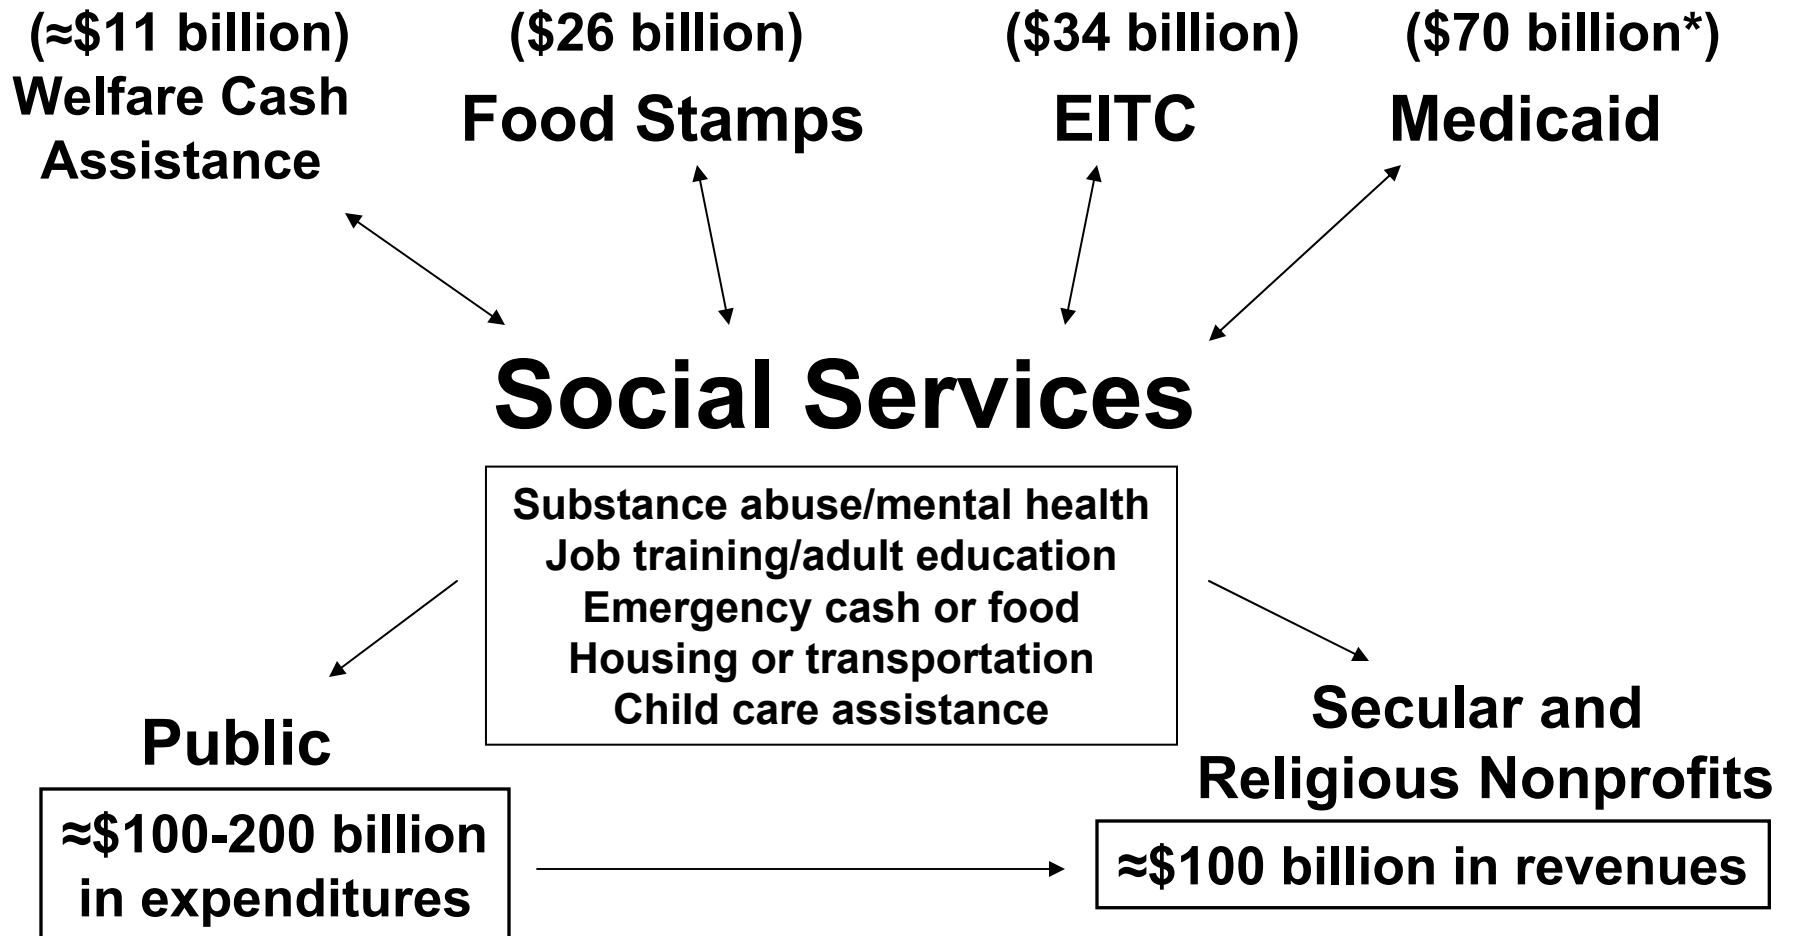 (≈$11 billion)
Welfare Cash
Assistance
($26 billion)
Food Stamps
($34 billion)
EITC
($70 billion*)
Medicaid
Social Services
Substance abuse/mental health
Job training/adult education
Emergency cash or food
Housing or transportation
Child care assistance
Public
≈$100-200 billion
in expenditures
Secular and
Religious Nonprofits
≈$100 billion in revenues